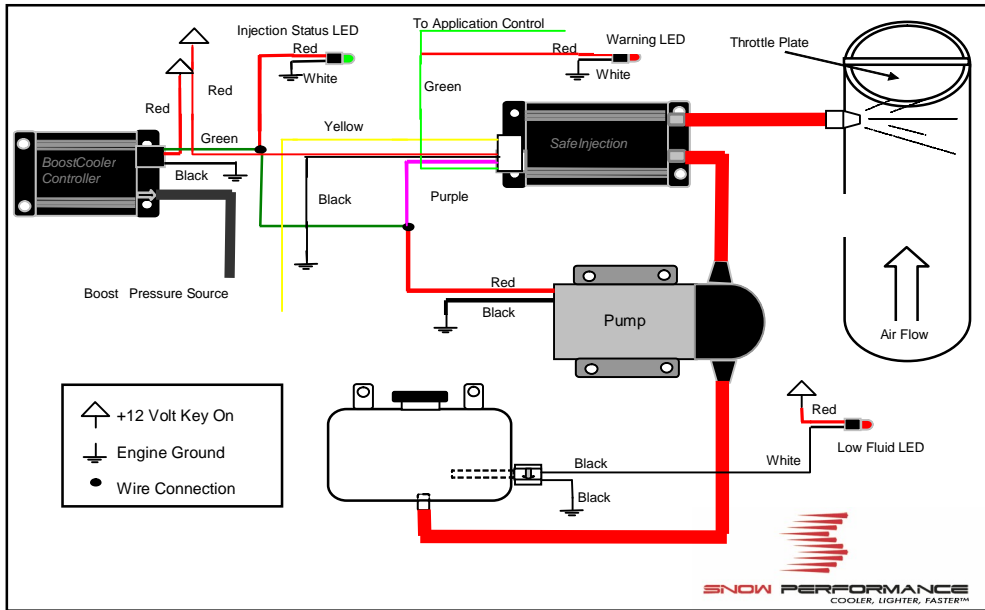 Injection Status LED
To Application Control
Red
White
Red
Warning LED
White
Throttle Plate
Red
Red
Green
Green
Yellow
BoostCooler
Controller
SafeInjection
Black
Black
Purple
Boost Pressure Source
Red
Black
Pump
Air Flow
+12 Volt Key On
Engine Ground
Wire Connection
Red
Low Fluid LED
Black
White
Black
SNOW PERFORMANCE
COOLER, LIGHTER, FASTER™